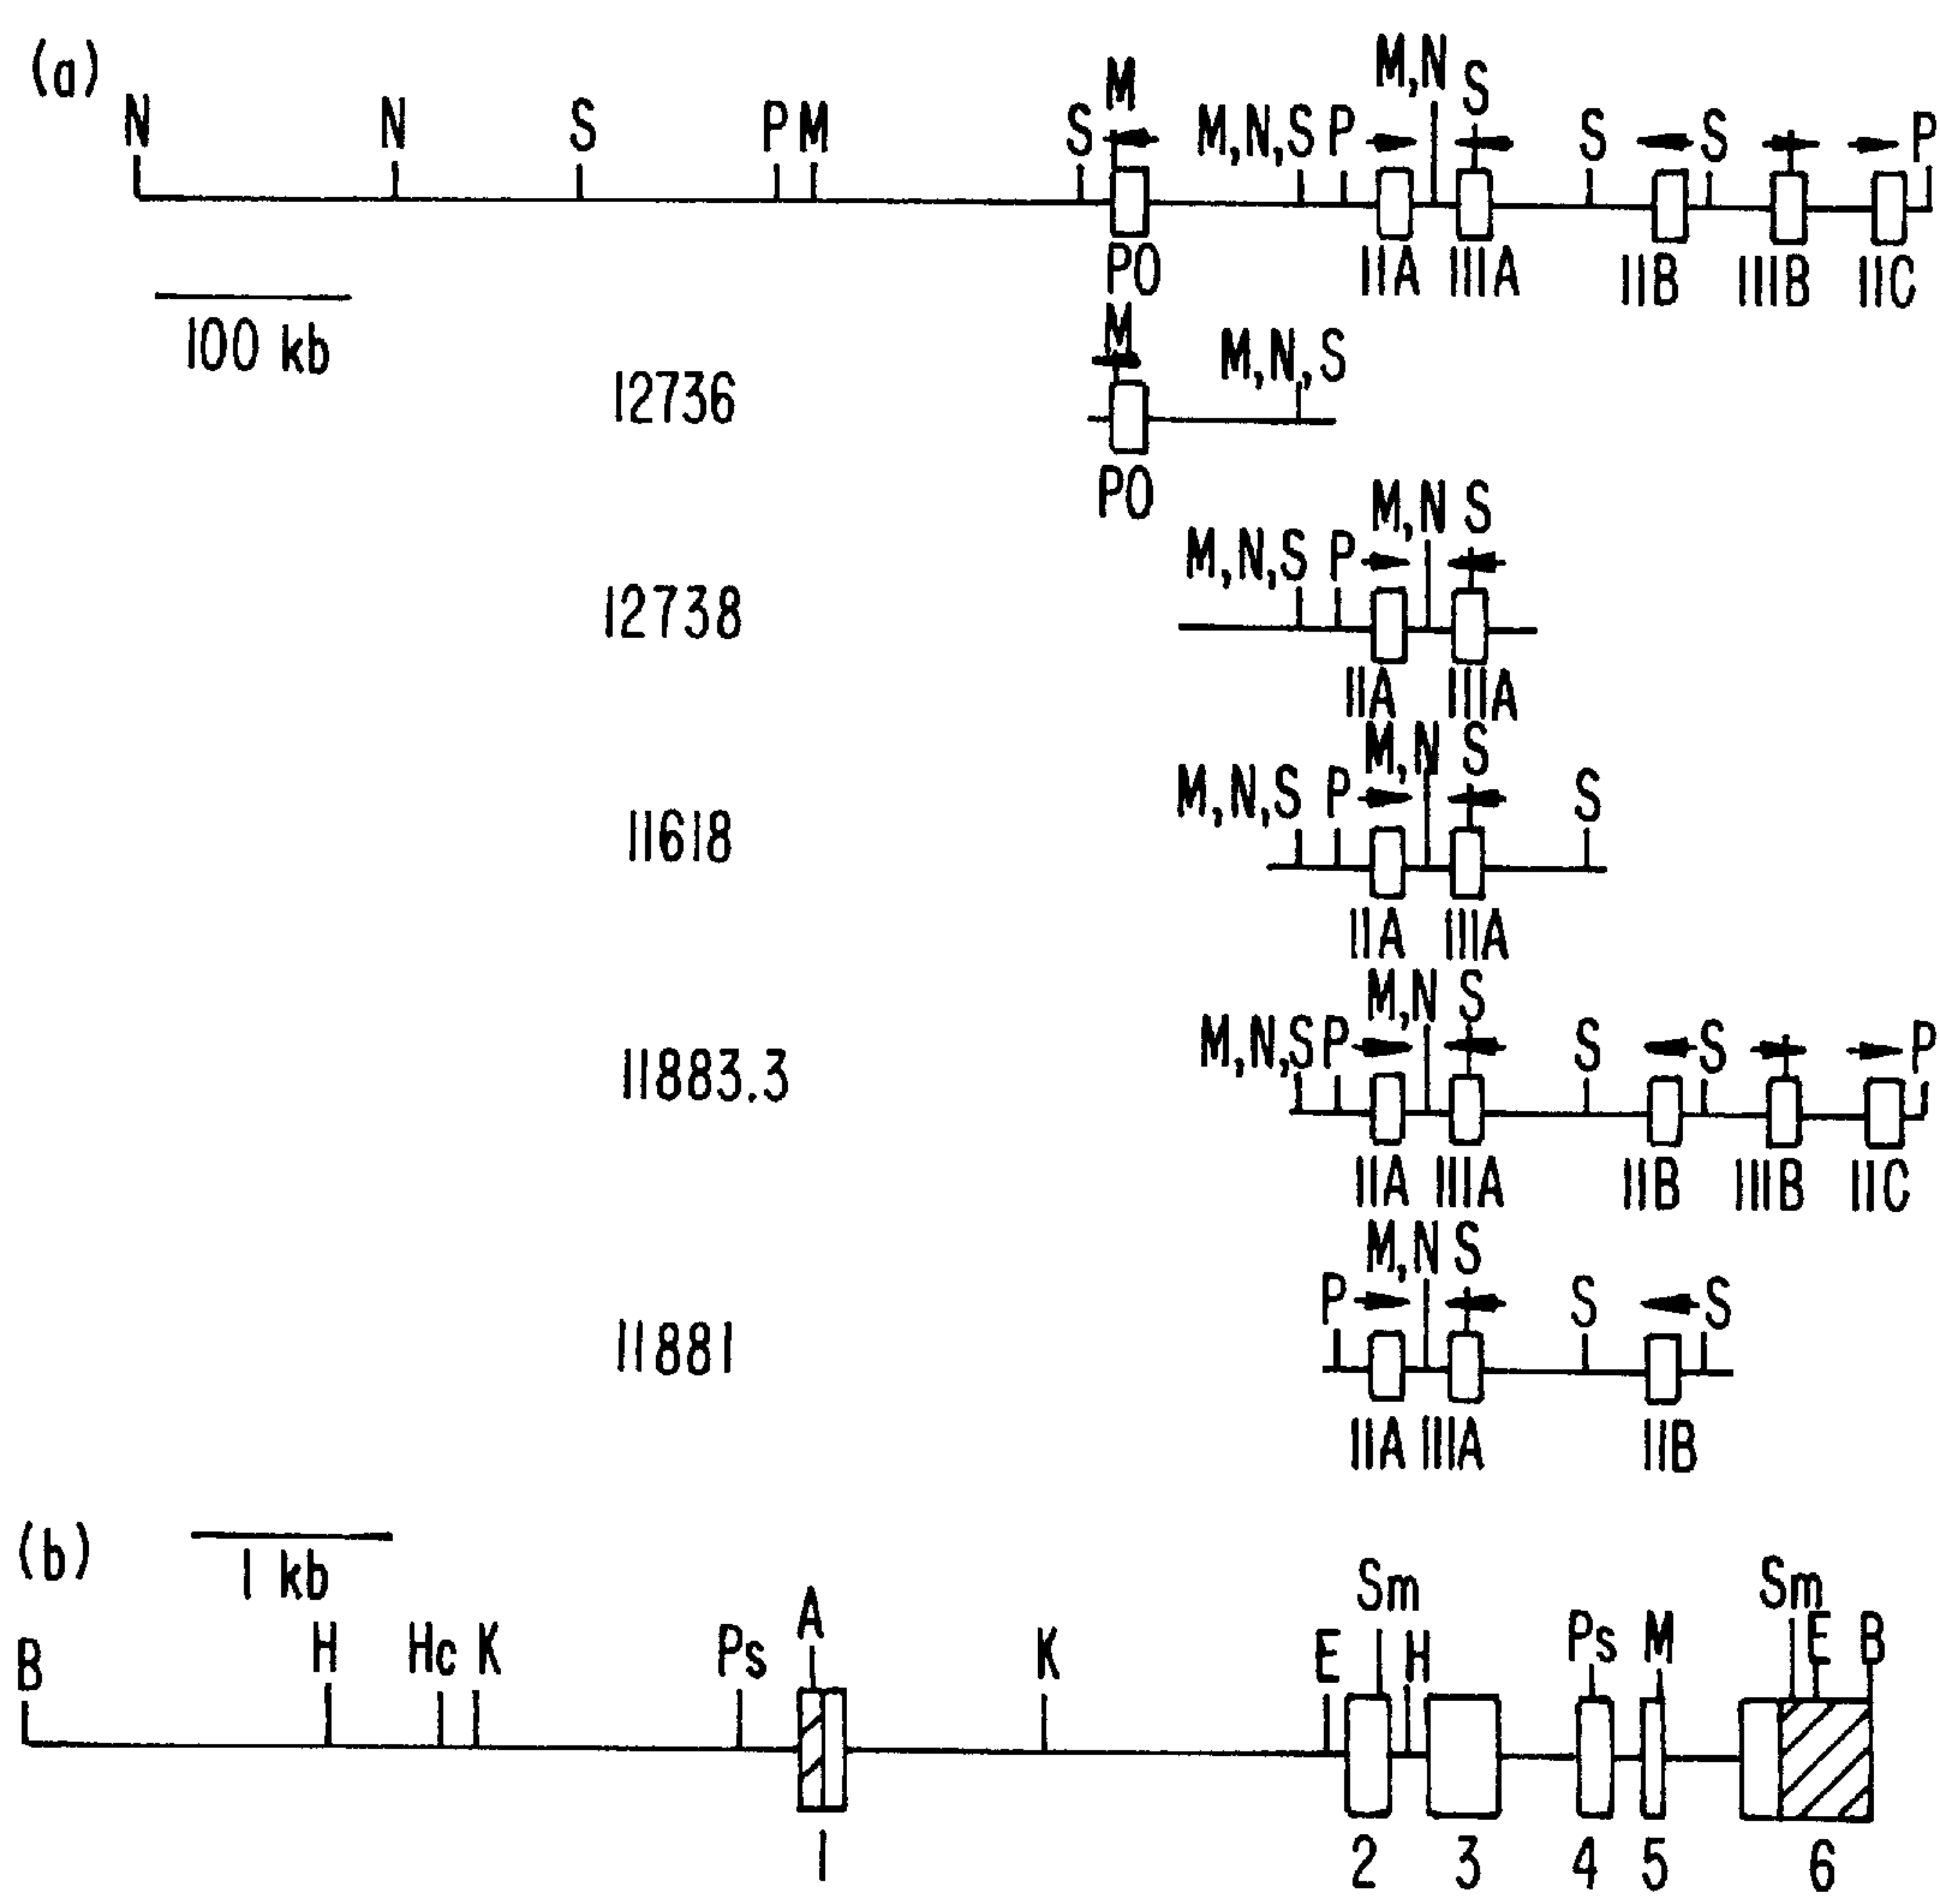 (a)
N N S P M S M M,N,S P M,N S S S P
PO IIA IIIA IIB IIIB IIC
100 kb
12736
M M,N,S
PO
12738
M,N,S P M,N S
IIA IIIA
11618
M,N,S P M,N S S
IIA IIIA
11883.3
M,N,S P M,N S S S P
IIA IIIA IIB IIIB IIC
11881
P M,N S S S
IIA IIIA IIB
(b)
1 kb
B H Hc K Ps A K E Sm H Ps M Sm E B
1 2 3 4 5 6